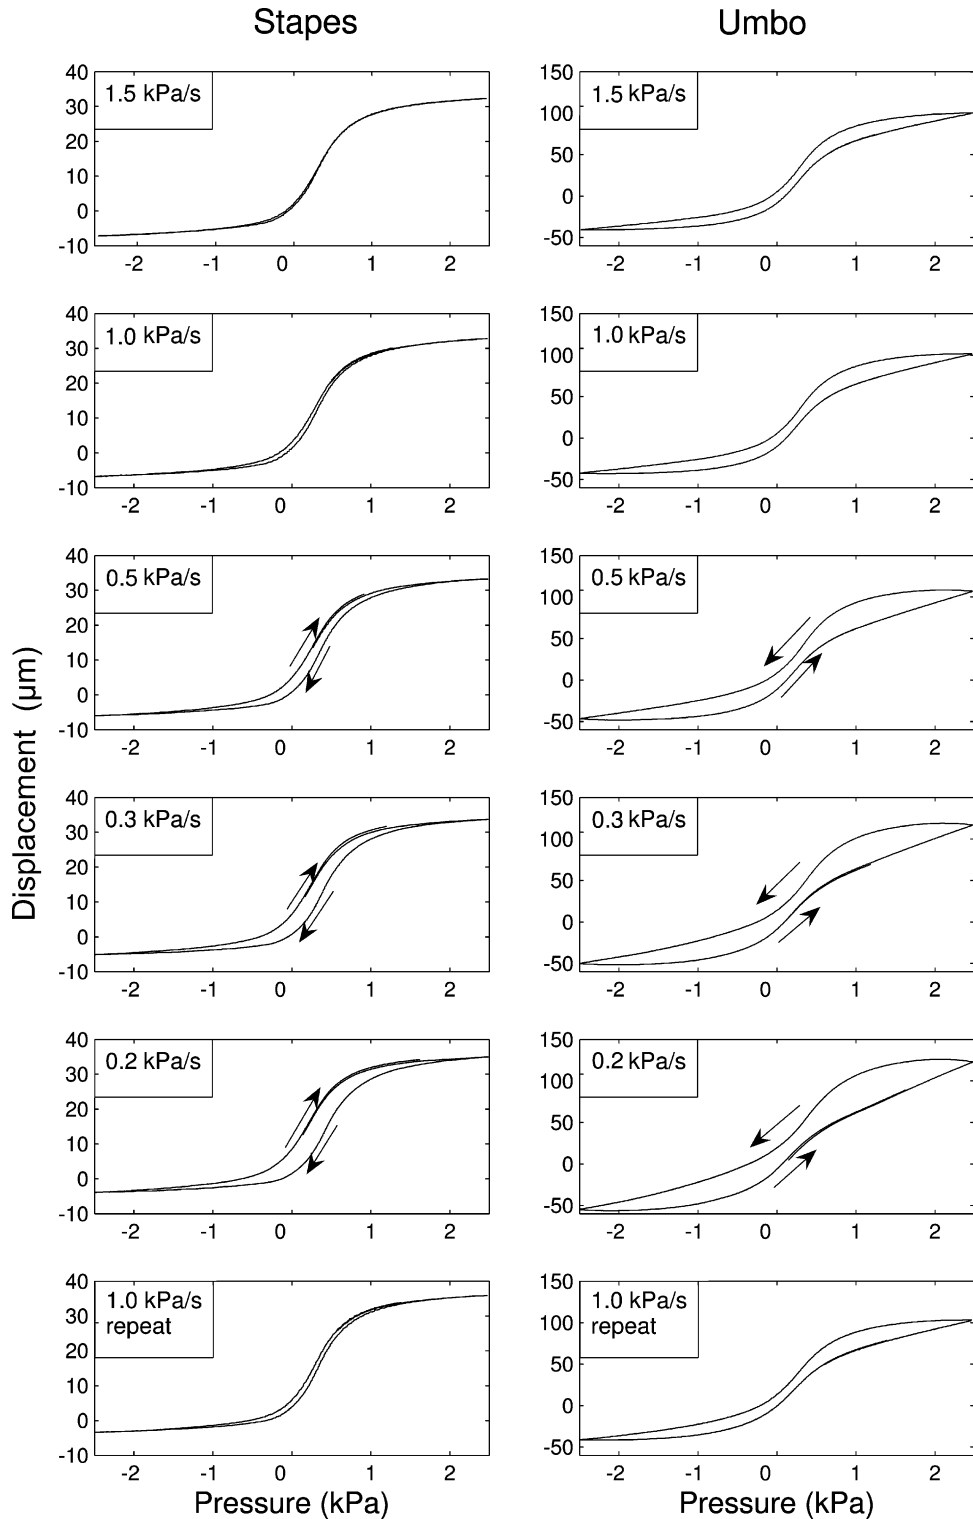 Stapes Umbo
Displacement (µm)
40 1.5 kPa/s 150 1.5 kPa/s
30 100
20 50
10 0
0 -50
-10
-2 -1 0 1 2 -2 -1 0 1 2
40 1.0 kPa/s 150 1.0 kPa/s
30 100
20 50
10 0
0 -50
-10
-2 -1 0 1 2 -2 -1 0 1 2
40 0.5 kPa/s 150 0.5 kPa/s
30 100
20 50
10 0
0 -50
-10
-2 -1 0 1 2 -2 -1 0 1 2
40 0.3 kPa/s 150 0.3 kPa/s
30 100
20 50
10 0
0 -50
-10
-2 -1 0 1 2 -2 -1 0 1 2
40 0.2 kPa/s 150 0.2 kPa/s
30 100
20 50
10 0
0 -50
-10
-2 -1 0 1 2 -2 -1 0 1 2
40 1.0 kPa/s 150 1.0 kPa/s
repeat repeat
30 100
20 50
10 0
0 -50
-10
-2 -1 0 1 2 -2 -1 0 1 2
Pressure (kPa) Pressure (kPa)